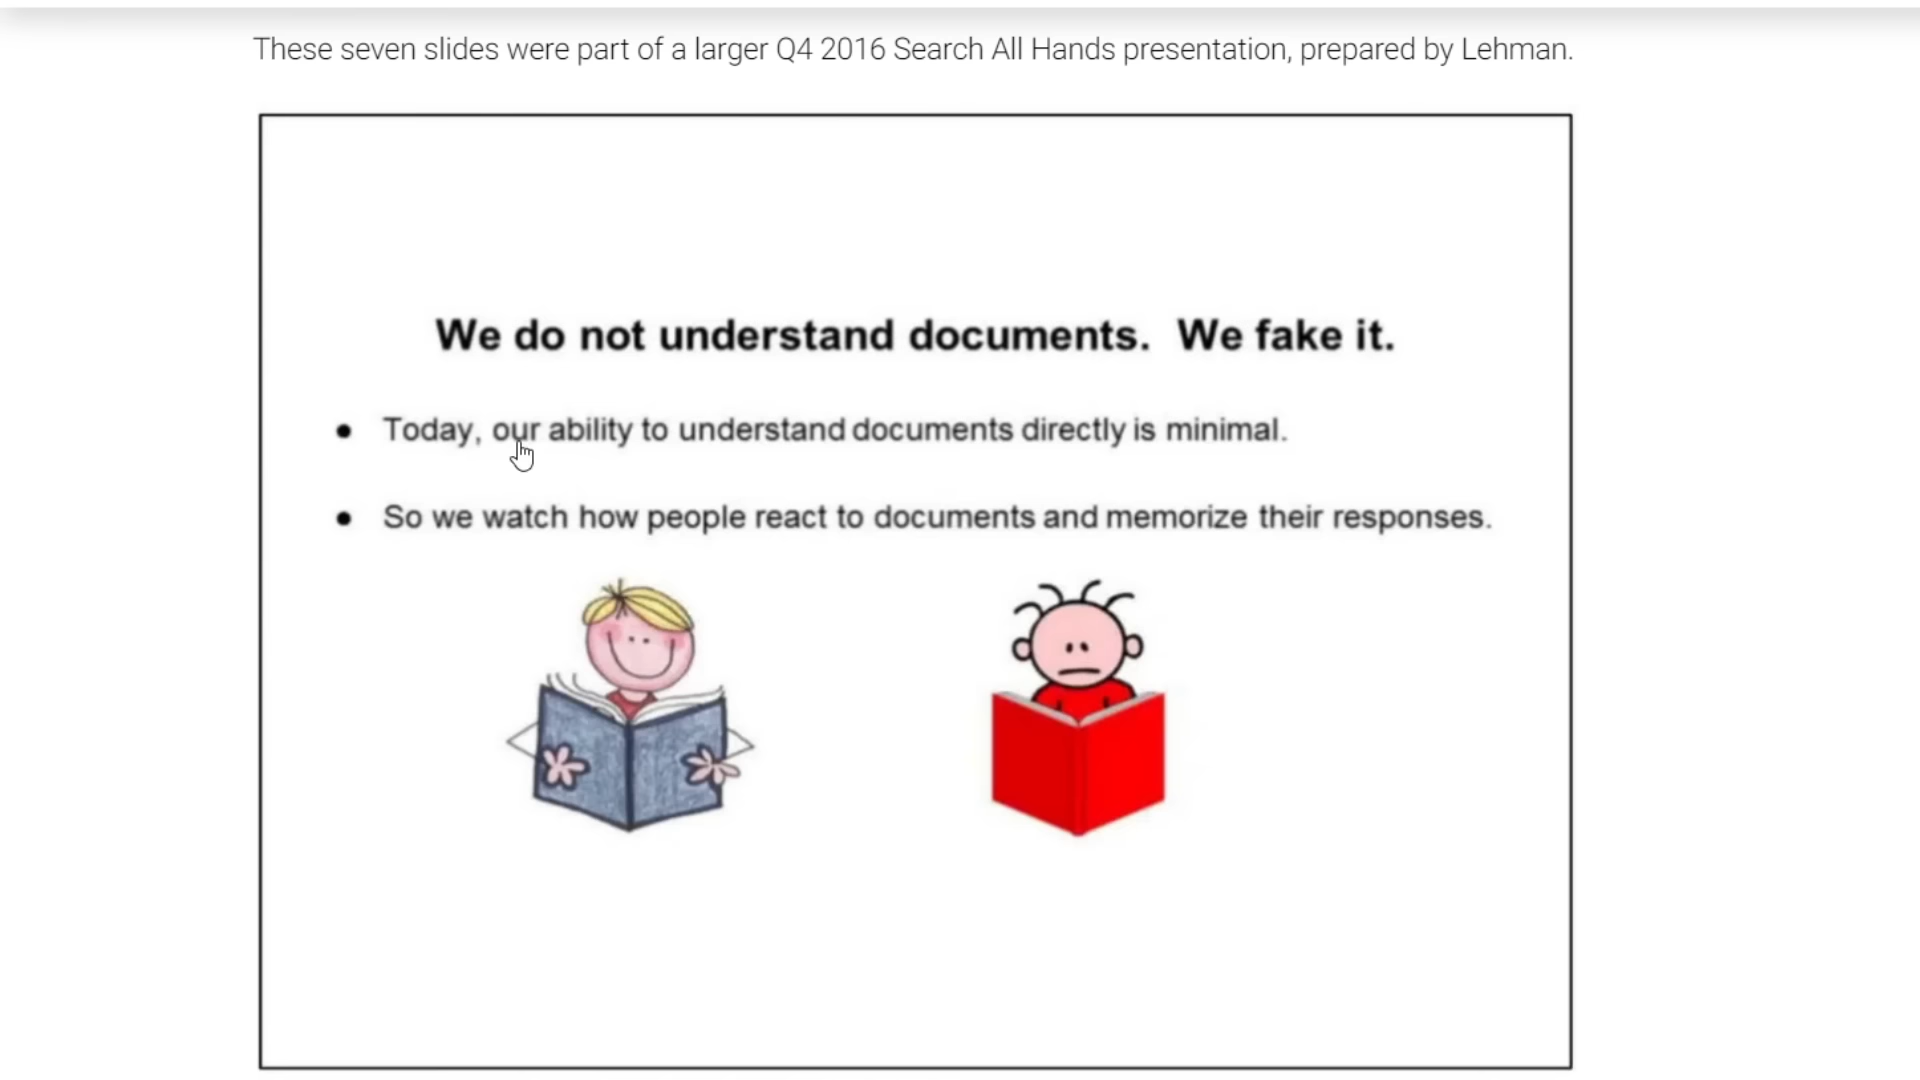 These seven slides were part of a larger Q4 2016 Search All Hands presentation, prepared by Lehman.
We do not understand documents. We fake it.
● Today, our ability to understand documents directly is minimal.
● So we watch how people react to documents and memorize their responses.